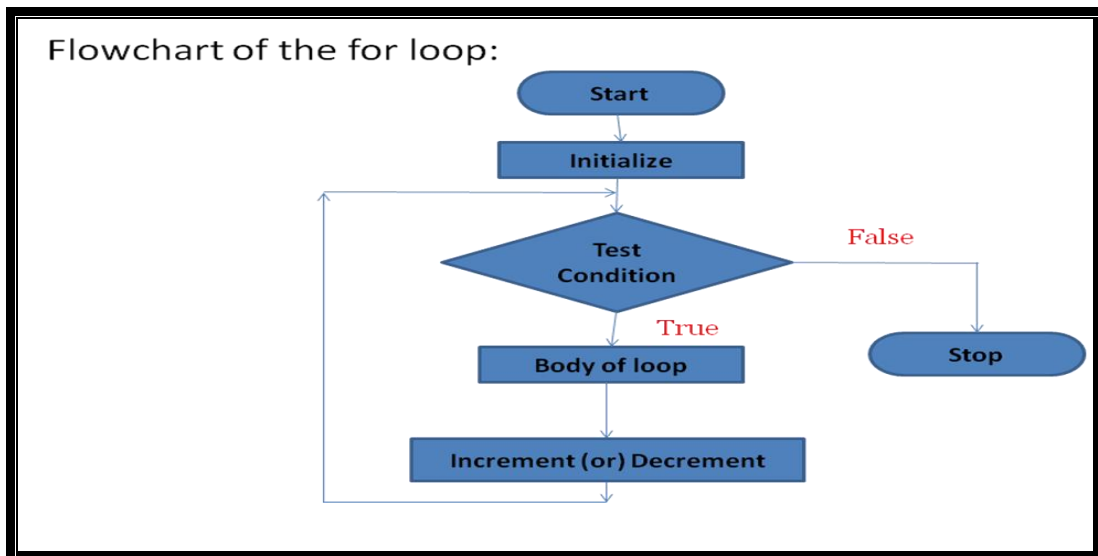 Flowchart of the for loop:
Start
Initialize
Test
Condition
False
True
Body of loop
Stop
Increment (or) Decrement